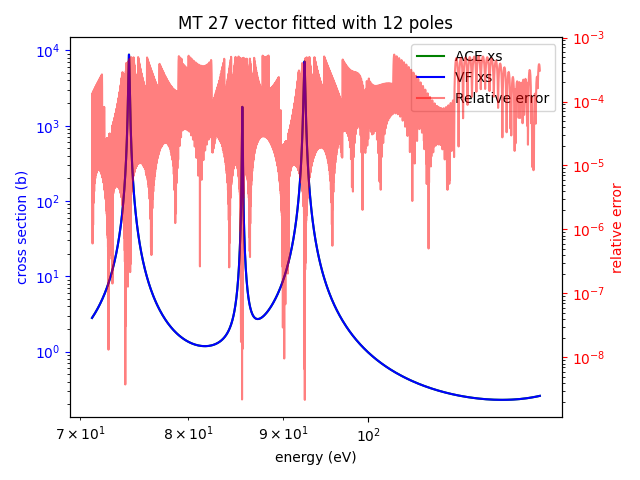 MT 27 vector fitted with 12 poles
10⁴
10³
10²
10¹
10⁰
cross section (b)
ACE xs
VF xs
Relative error
10⁻³
10⁻⁴
10⁻⁵
10⁻⁶
10⁻⁷
10⁻⁸
relative error
7 × 10¹
8 × 10¹
9 × 10¹
10²
energy (eV)